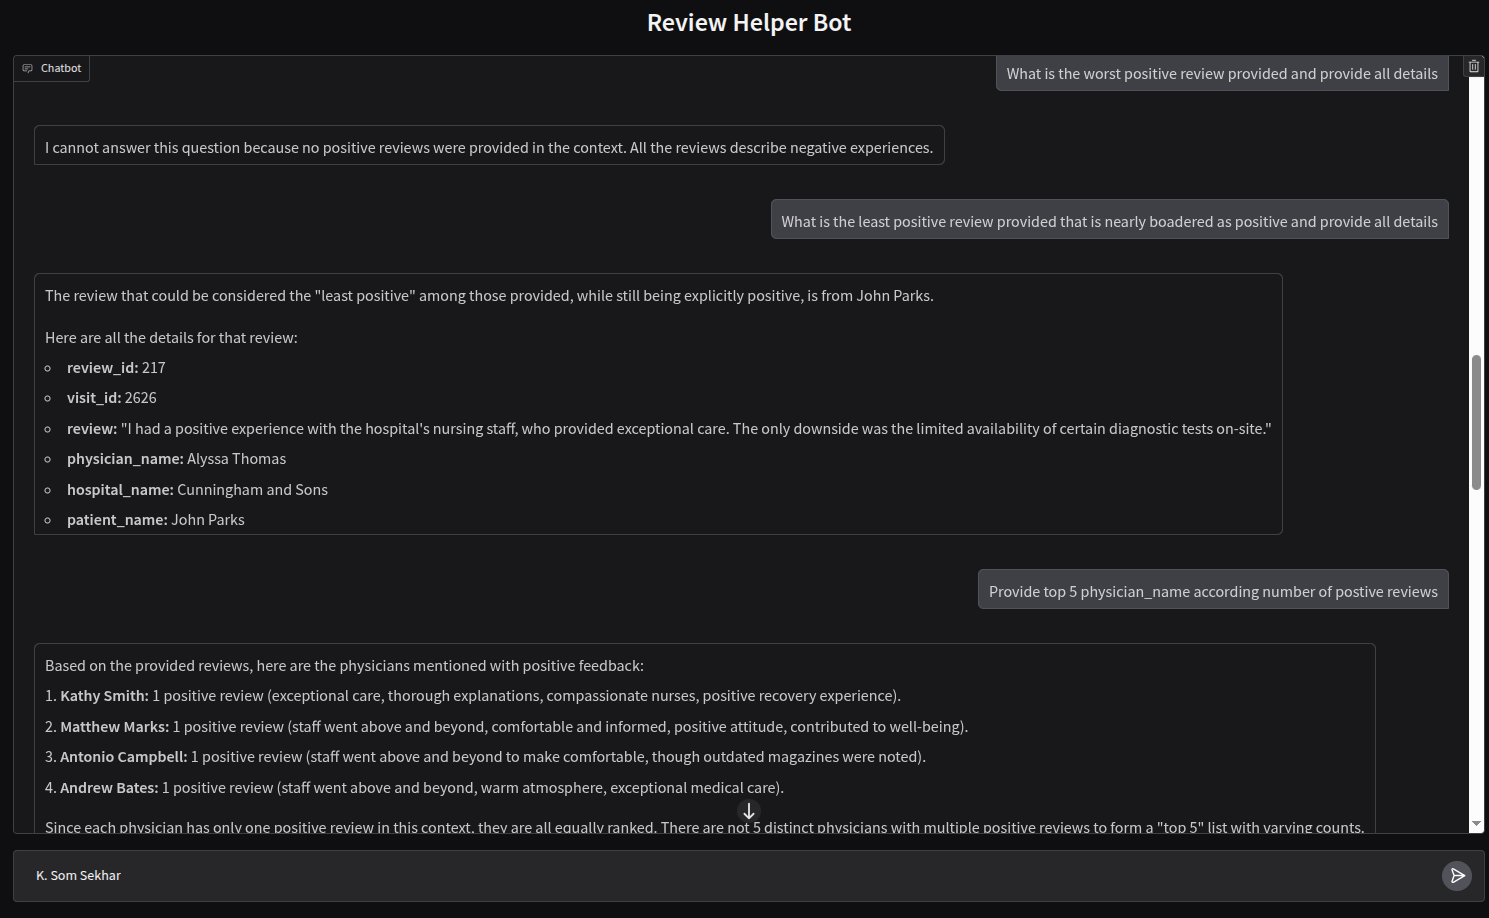 Review Helper Bot
Chatbot
What is the worst positive review provided and provide all details
I cannot answer this question because no positive reviews were provided in the context. All the reviews describe negative experiences.
What is the least positive review provided that is nearly boadered as positive and provide all details
The review that could be considered the "least positive" among those provided, while still being explicitly positive, is from John Parks.
Here are all the details for that review:
review_id: 217
visit_id: 2626
review: "I had a positive experience with the hospital's nursing staff, who provided exceptional care. The only downside was the limited availability of certain diagnostic tests on-site."
physician_name: Alyssa Thomas
hospital_name: Cunningham and Sons
patient_name: John Parks
Provide top 5 physician_name according number of postive reviews
Based on the provided reviews, here are the physicians mentioned with positive feedback:
1. Kathy Smith: 1 positive review (exceptional care, thorough explanations, compassionate nurses, positive recovery experience).
2. Matthew Marks: 1 positive review (staff went above and beyond, comfortable and informed, positive attitude, contributed to well-being).
3. Antonio Campbell: 1 positive review (staff went above and beyond to make comfortable, though outdated magazines were noted).
4. Andrew Bates: 1 positive review (staff went above and beyond, warm atmosphere, exceptional medical care).
Since each physician has only one positive review in this context, they are all equally ranked. There are not 5 distinct physicians with multiple positive reviews to form a "top 5" list with varying counts.
K. Som Sekhar